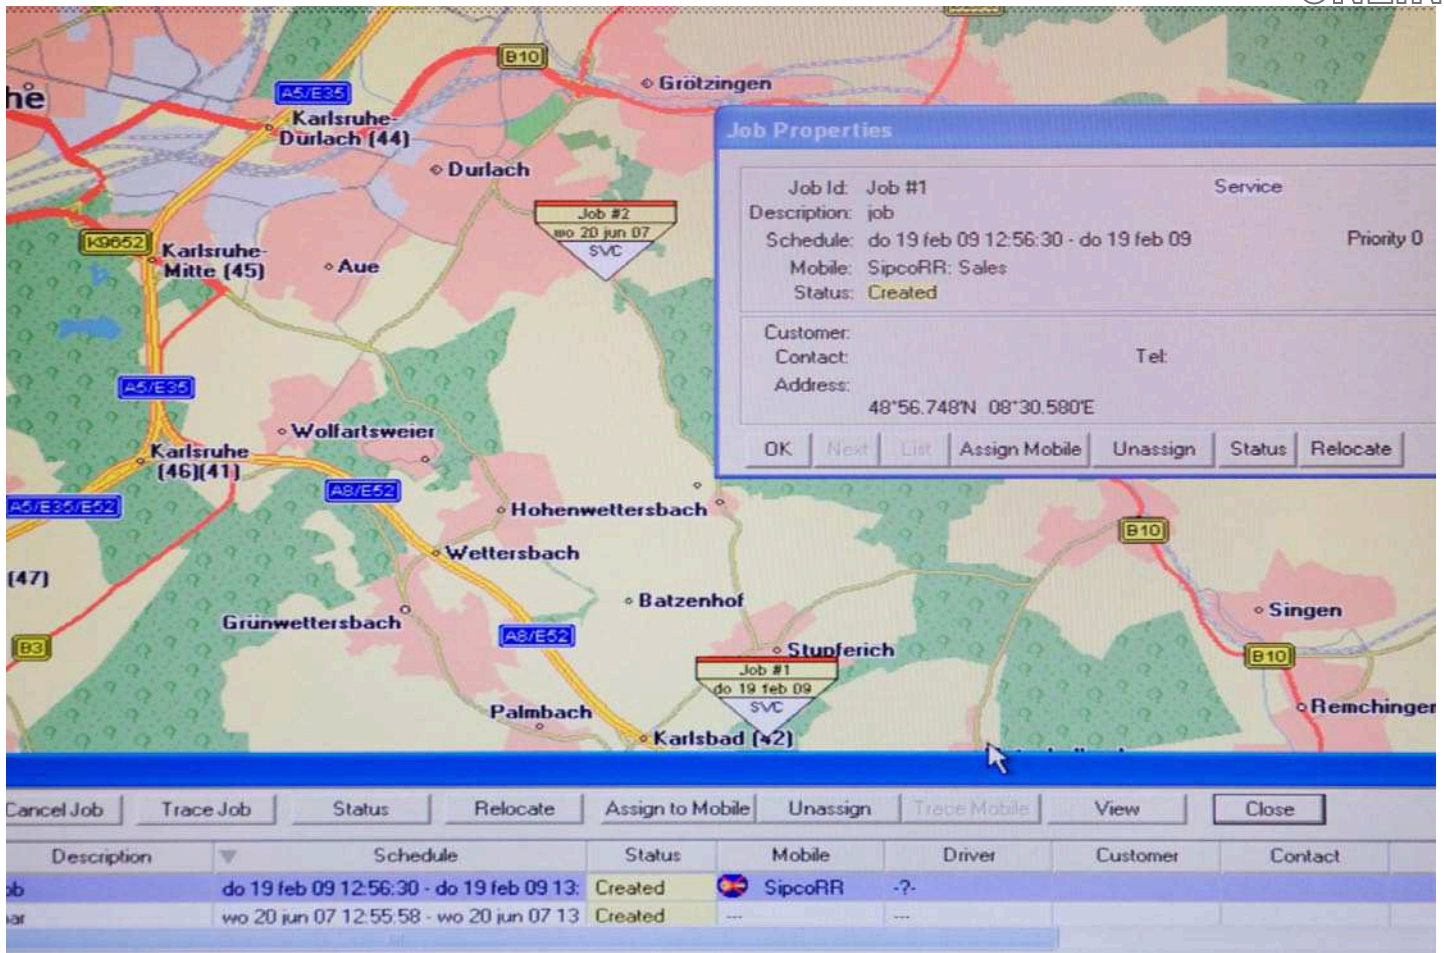 B10
Grötzingen
he
A5/E35
Karlsruhe-
Durlach (44)
Durlach
Job #2
wo 20 jun 07
SVC
K9652
Karlsruhe-
Mitte (45)
Aue
A5/E35
Wolfartsweier
Karlsruhe
(46)(41)
A8/E52
A5/E35/E52
Hohenwettersbach
Wettersbach
(47)
Batzenhof
Grünwettersbach
A8/E52
B3
Stupferich
Job #1
do 19 feb 09
SVC
Palmbach
Karlsbad (42)
B10
Singen
B10
Remchinger
Job Properties
Job Id: Job #1 Service
Description: job
Schedule: do 19 feb 09 12:56:30 - do 19 feb 09 Priority 0
Mobile: SipcoRR: Sales
Status: Created
Customer:
Contact: Tel:
Address:
48°56.748'N 08°30.580'E
OK Next List Assign Mobile Unassign Status Relocate
Cancel Job Trace Job Status Relocate Assign to Mobile Unassign Trace Mobile View Close
Description Schedule Status Mobile Driver Customer Contact
ob do 19 feb 09 12:56:30 - do 19 feb 09 13: Created SipcoRR -?-
ar wo 20 jun 07 12:55:58 - wo 20 jun 07 13 Created --- ---